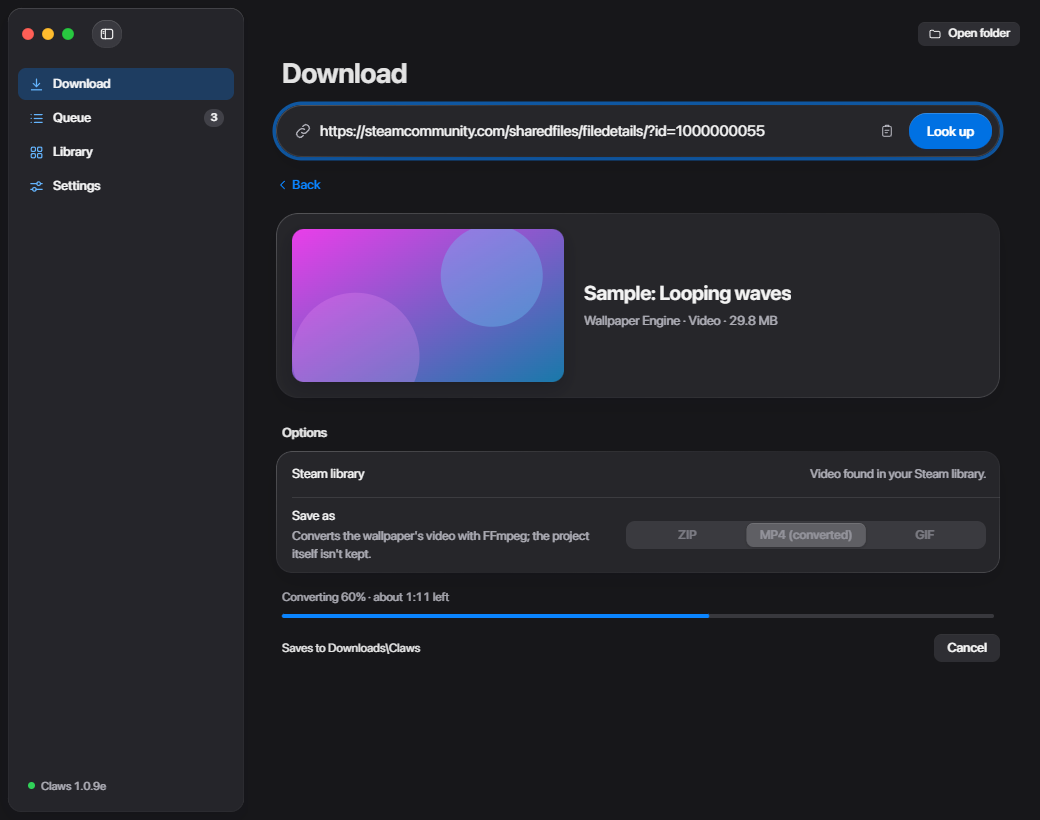 Open folder
Download
Queue
3
Library
Settings
Download
https://steamcommunity.com/sharedfiles/filedetails/?id=1000000055
Look up
Back
Sample: Looping waves
Wallpaper Engine · Video · 29.8 MB
Options
Steam library
Video found in your Steam library.
Save as
Converts the wallpaper's video with FFmpeg; the project
itself isn't kept.
ZIP
MP4 (converted)
GIF
Converting 60% · about 1:11 left
Saves to Downloads\Claws
Cancel
Claws 1.0.9e